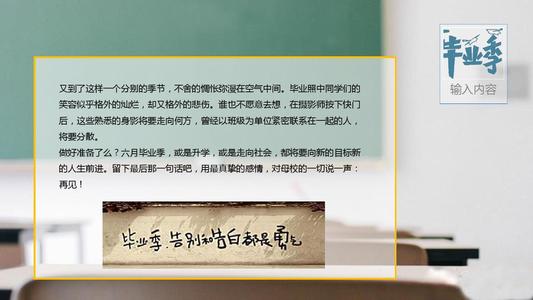 毕业季
输入内容
又到了这样一个分别的季节，不舍的惆怅弥漫在空气中间。毕业照中同学们的
笑容似乎格外的灿烂，却又格外的悲伤。谁也不愿意去想，在摄影师按下快门
后，这些熟悉的身影将要走向何方，曾经以班级为单位紧密联系在一起的人，
将要分散。
做好准备了么？六月毕业季，或是升学，或是走向社会，都将要向新的目标新
的人生前进。留下最后那一句话吧，用最真挚的感情，对母校的一切说一声：
再见！
毕业季 告别和告白都是勇气